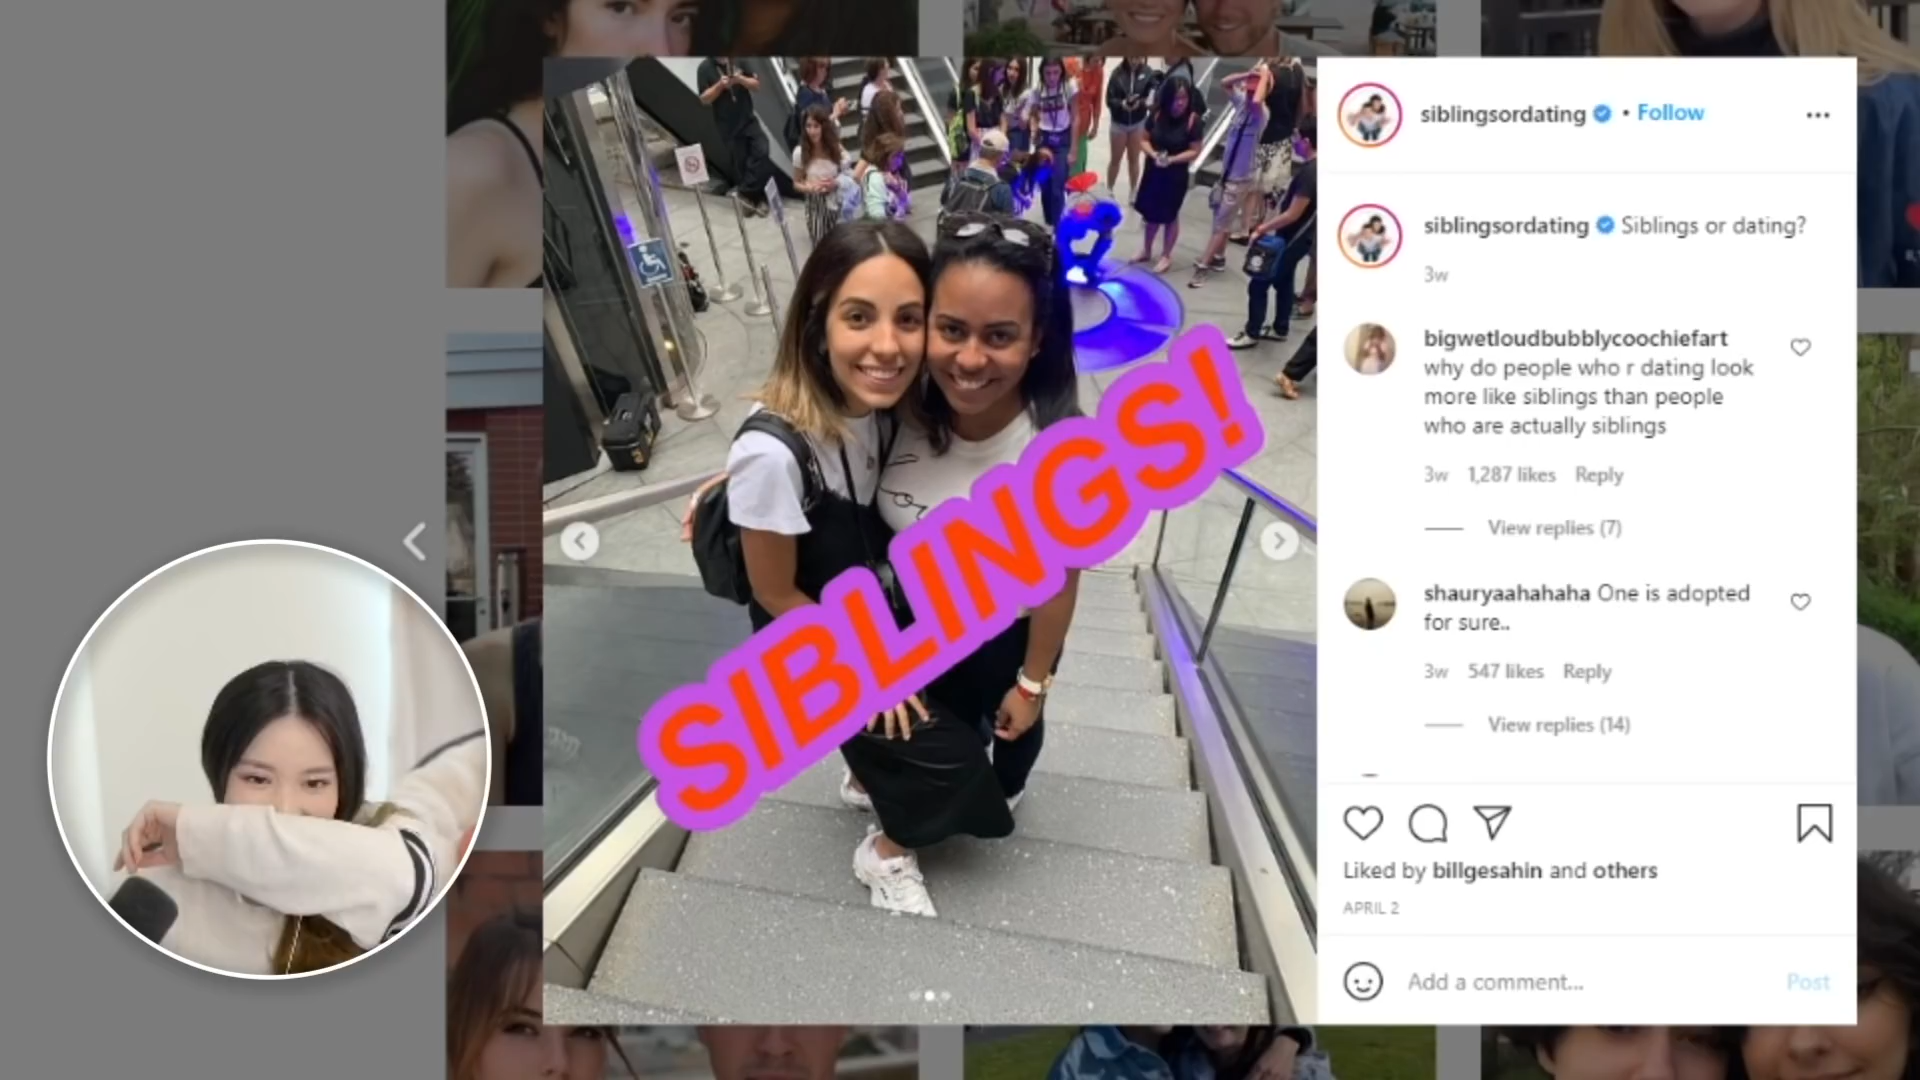 SIBLINGS!
siblingsordating • Follow
siblingsordating Siblings or dating?
3w
bigwetloudbubblycoochiefart
why do people who r dating look
more like siblings than people
who are actually siblings
3w 1,287 likes Reply
View replies (7)
shauryaahahaha One is adopted
for sure..
3w 547 likes Reply
View replies (14)
Liked by billgesahin and others
APRIL 2
Add a comment... Post